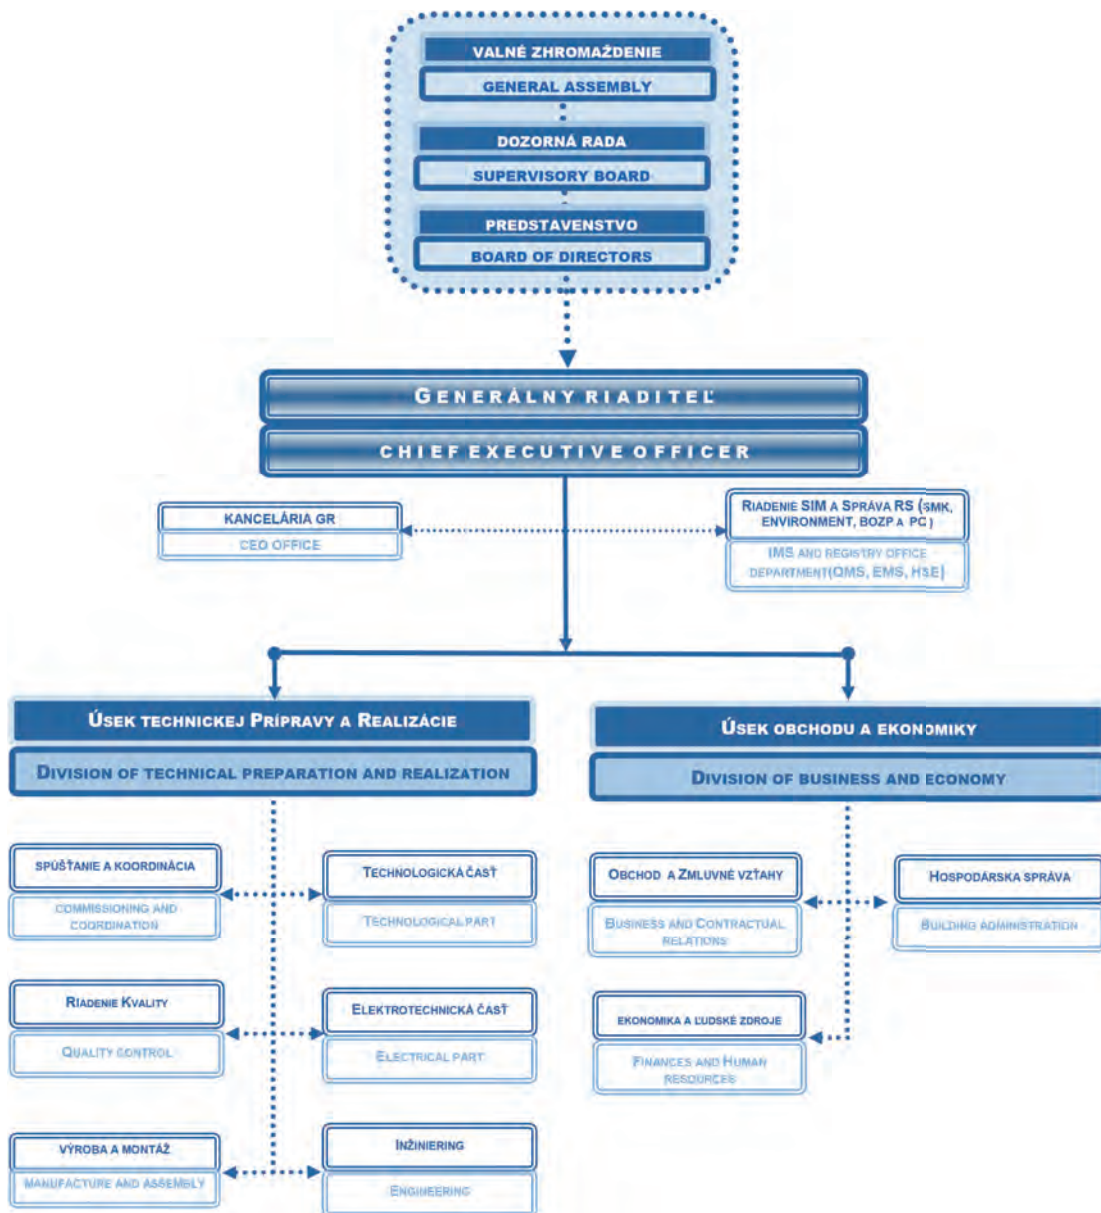 VALNÉ ZHROMAŽDENIE
GENERAL ASSEMBLY
DOZORNÁ RADA
SUPERVISORY BOARD
PREDSTAVENSTVO
BOARD OF DIRECTORS
GENERÁLNY RIADITEĽ
CHIEF EXECUTIVE OFFICER
KANCELÁRIA GR
CEO OFFICE
RIADENIE SIM A SPRÁVA RS (SMK,
ENVIRONMENT, BOZP A PO)
IMS AND REGISTRY OFFICE
DEPARTMENT(QMS, EMS, HSE)
ÚSEK TECHNICKEJ PRÍPRAVY A REALIZÁCIE
DIVISION OF TECHNICAL PREPARATION AND REALIZATION
ÚSEK OBCHODU A EKONOMIKY
DIVISION OF BUSINESS AND ECONOMY
SPÚŠŤANIE A KOORDINÁCIA
COMMISSIONING AND
COORDINATION
TECHNOLOGICKÁ ČASŤ
TECHNOLOGICAL PART
OBCHOD A ZMLUVNÉ VZŤAHY
BUSINESS AND CONTRACTUAL
RELATIONS
HOSPODÁRSKA SPRÁVA
BUILDING ADMINISTRATION
RIADENIE KVALITY
QUALITY CONTROL
ELEKTROTECHNICKÁ ČASŤ
ELECTRICAL PART
EKONOMIKA A ĽUDSKÉ ZDROJE
FINANCES AND HUMAN
RESOURCES
VÝROBA A MONTÁŽ
MANUFACTURE AND ASSEMBLY
INŽINIERING
ENGINEERING